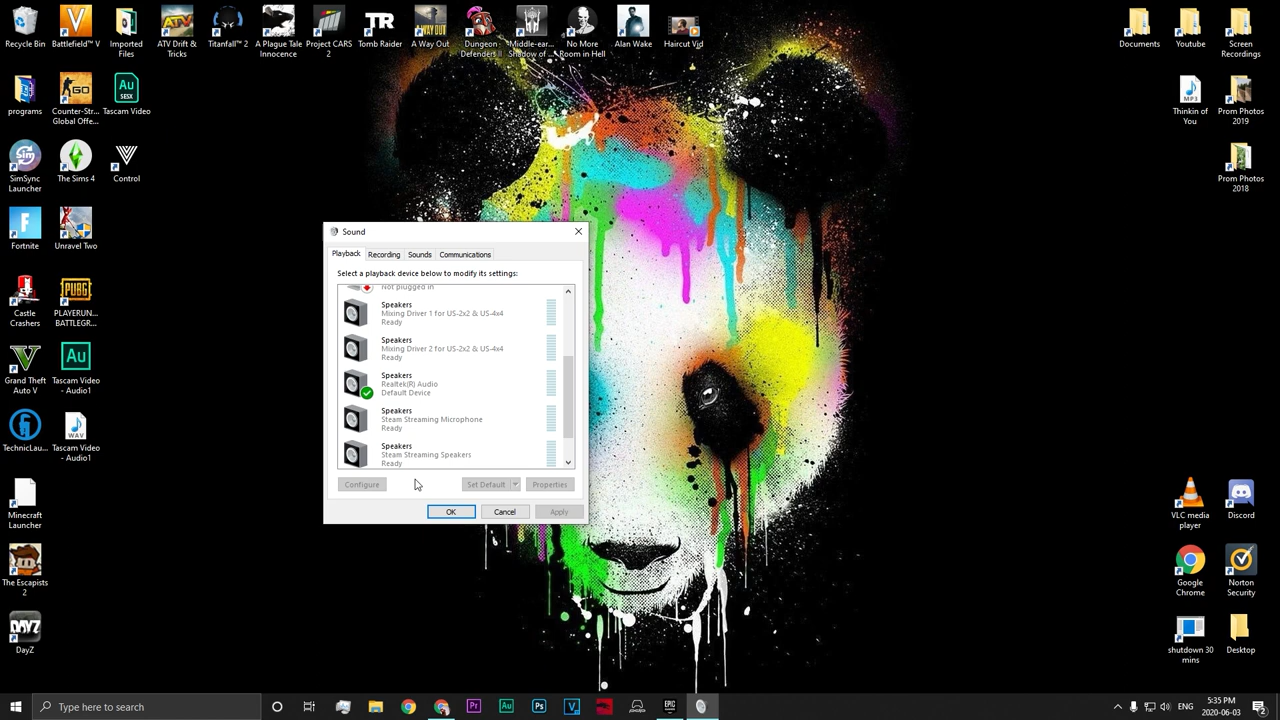 Recycle Bin
Battlefield™ V
Imported
Files
ATV Drift &
Tricks
Titanfall™ 2
A Plague Tale
Innocence
Project CARS
2
Tomb Raider
A Way Out
Dungeon
Defenders II
Middle-ear...
Shadow of ...
No More
Room in Hell
Alan Wake
Haircut Vid
Documents
Youtube
Screen
Recordings
programs
Counter-Str...
Global Offe...
Tascam Video
Thinkin of
You
Prom Photos
2019
SimSync
Launcher
The Sims 4
Control
Prom Photos
2018
Fortnite
Unravel Two
Castle
Crashers
PLAYERUN...
BATTLEGR...
Grand Theft
Auto V
Tascam Video
- Audio1
TechnicLau...
Tascam Video
- Audio1
Minecraft
Launcher
The Escapists
2
DayZ
Sound
Playback
Recording
Sounds
Communications
Select a playback device below to modify its settings:
Not plugged in
Speakers
Mixing Driver 1 for US-2x2 & US-4x4
Ready
Speakers
Mixing Driver 2 for US-2x2 & US-4x4
Ready
Speakers
Realtek(R) Audio
Default Device
Speakers
Steam Streaming Microphone
Ready
Speakers
Steam Streaming Speakers
Ready
Configure
Set Default
Properties
OK
Cancel
Apply
VLC media
player
Discord
Google
Chrome
Norton
Security
shutdown 30
mins
Desktop
Type here to search
ENG
5:35 PM
2020-06-03